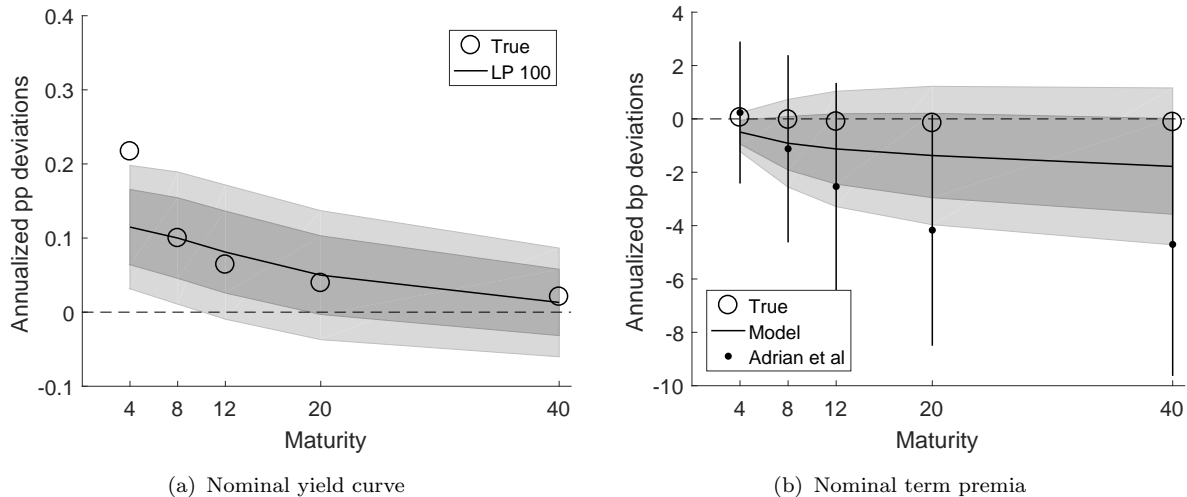 0.4
0.3
0.2
0.1
0
-0.1
Annualized pp deviations
True
LP 100
4 8 12 20 40
Maturity
(a) Nominal yield curve
4
2
0
-2
-4
-6
-8
-10
Annualized bp deviations
True
Model
Adrian et al
4 8 12 20 40
Maturity
(b) Nominal term premia